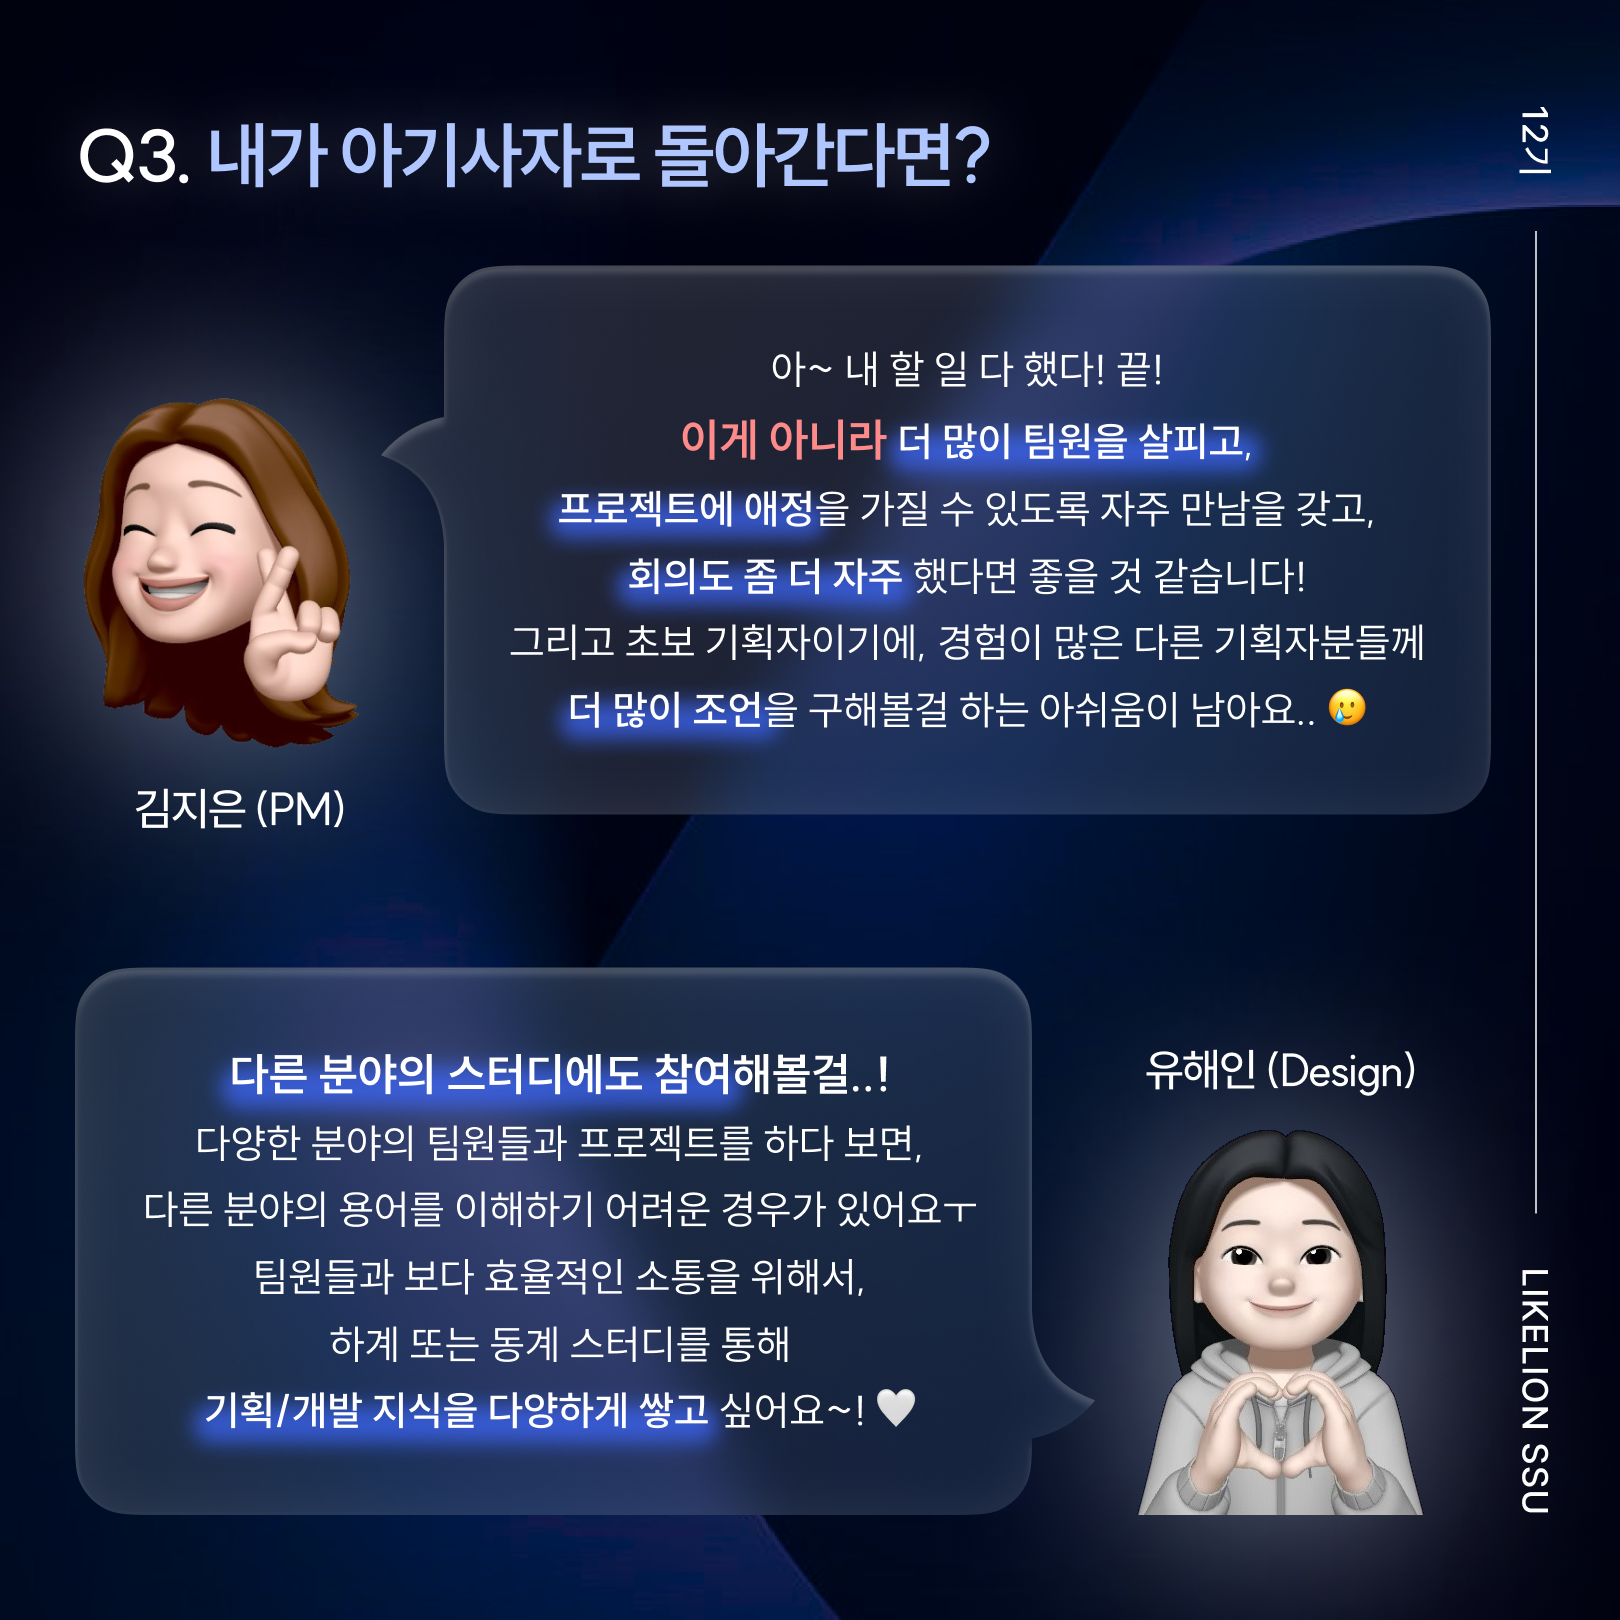 Q3. 내가 아기사자로 돌아간다면?
12기
아~ 내 할 일 다 했다! 끝!
이게 아니라 더 많이 팀원을 살피고,
프로젝트에 애정을 가질 수 있도록 자주 만남을 갖고,
회의도 좀 더 자주 했다면 좋을 것 같습니다!
그리고 초보 기획자이기에, 경험이 많은 다른 기획자분들께
더 많이 조언을 구해볼걸 하는 아쉬움이 남아요.. 🥲
김지은 (PM)
다른 분야의 스터디에도 참여해볼걸..!
다양한 분야의 팀원들과 프로젝트를 하다 보면,
다른 분야의 용어를 이해하기 어려운 경우가 있어요ㅜ
팀원들과 보다 효율적인 소통을 위해서,
하계 또는 동계 스터디를 통해
기획/개발 지식을 다양하게 쌓고 싶어요~! 🤍
유해인 (Design)
LIKELION SSU